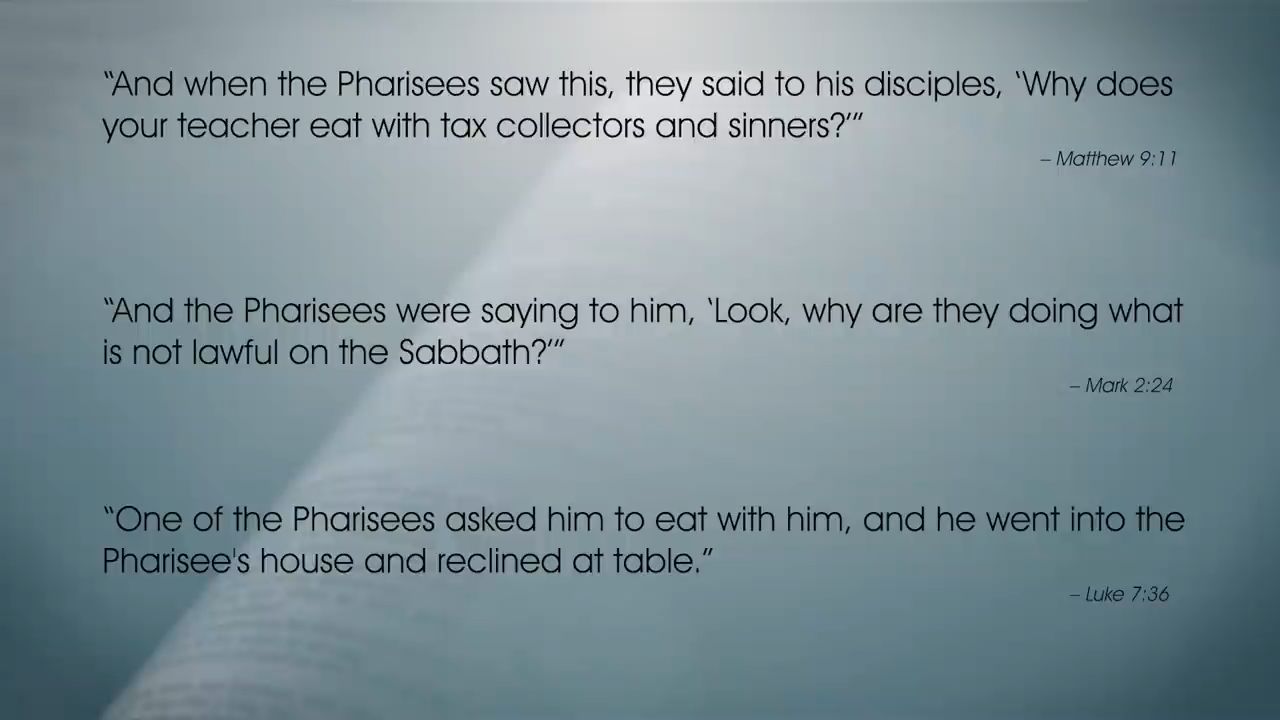 “And when the Pharisees saw this, they said to his disciples, ‘Why does
your teacher eat with tax collectors and sinners?’”
– Matthew 9:11
“And the Pharisees were saying to him, ‘Look, why are they doing what
is not lawful on the Sabbath?’”
– Mark 2:24
“One of the Pharisees asked him to eat with him, and he went into the
Pharisee's house and reclined at table.”
– Luke 7:36